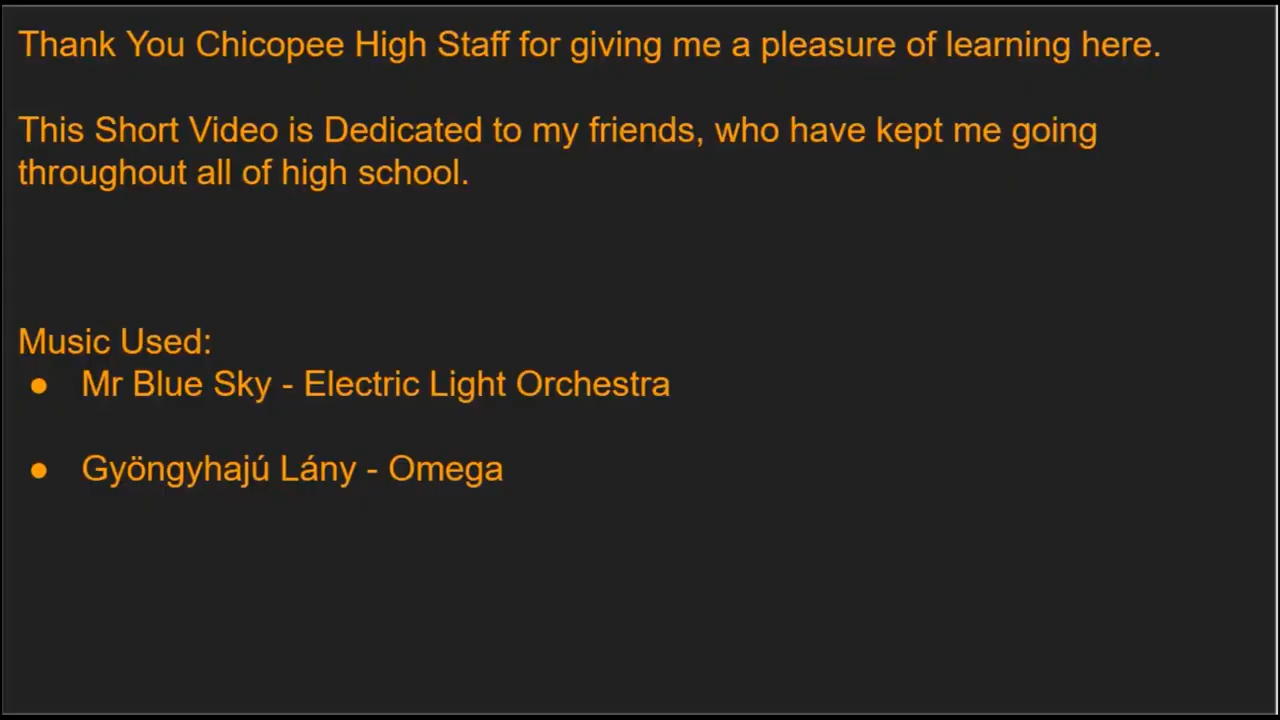 Thank You Chicopee High Staff for giving me a pleasure of learning here.
This Short Video is Dedicated to my friends, who have kept me going
throughout all of high school.
Music Used:
● Mr Blue Sky - Electric Light Orchestra
● Gyöngyhajú Lány - Omega